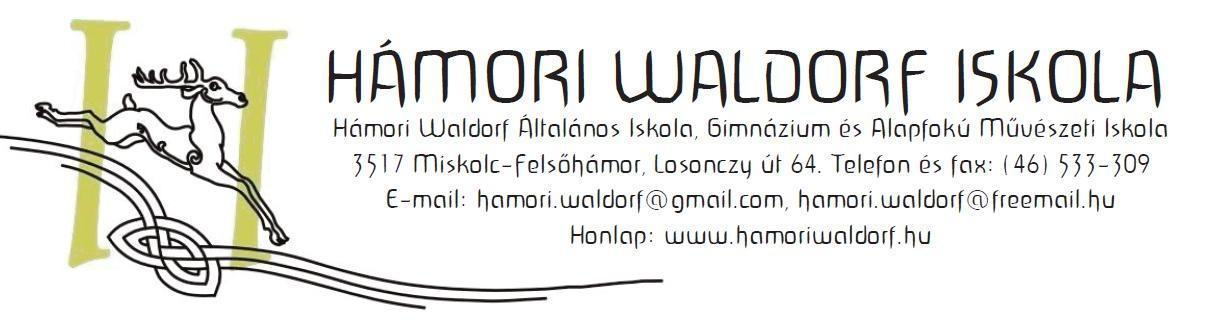 HÁMORI WALDORF ISKOLA
Hámori Waldorf Általános Iskola, Gimnázium és Alapfokú Művészeti Iskola
3517 Miskolc-Felsőhámor, Losonczy út 64. Telefon és fax: (46) 533-309
E-mail: hamori.waldorf@gmail.com, hamori.waldorf@freemail.hu
Honlap: www.hamoriwaldorf.hu